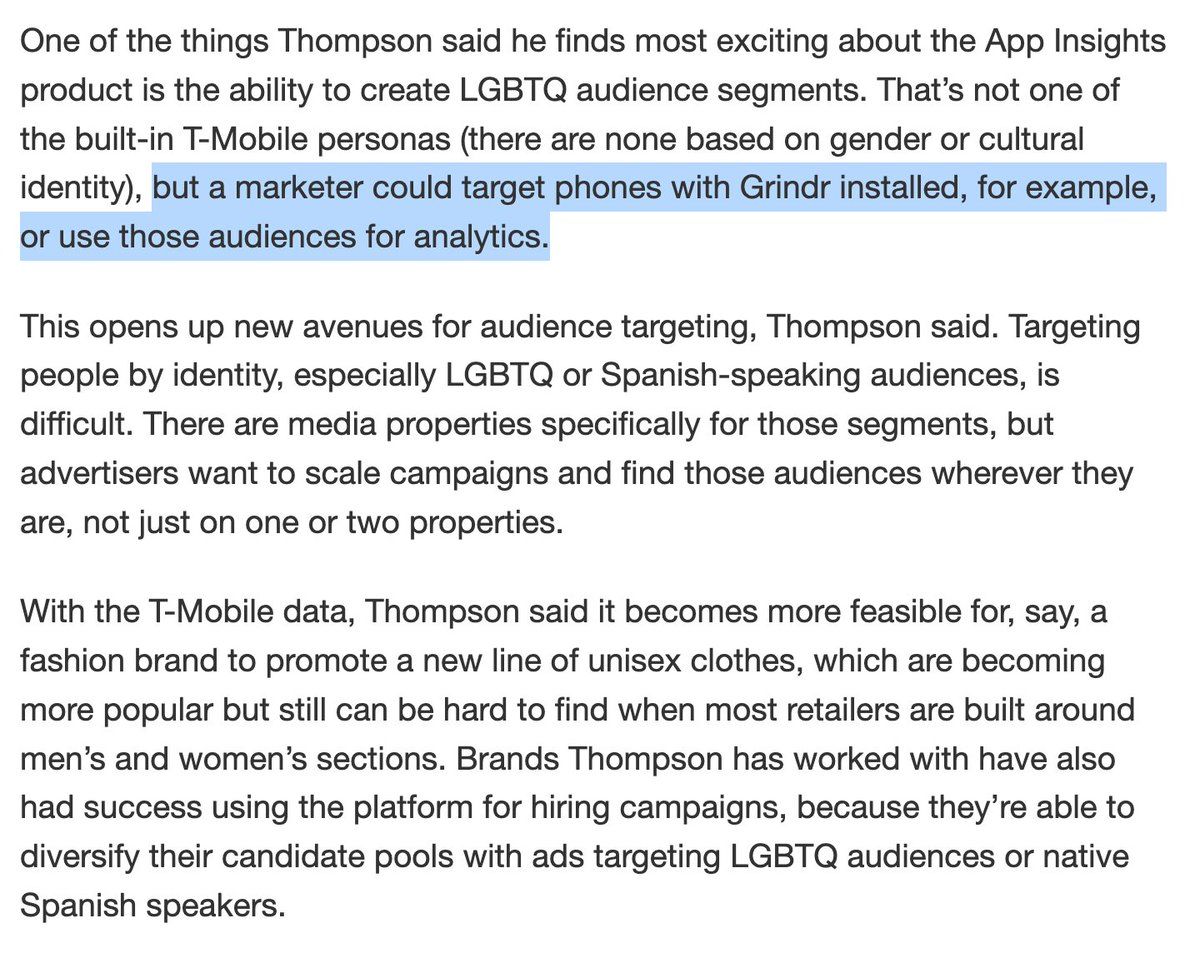 One of the things Thompson said he finds most exciting about the App Insights
product is the ability to create LGBTQ audience segments. That’s not one of
the built-in T-Mobile personas (there are none based on gender or cultural
identity), but a marketer could target phones with Grindr installed, for example,
or use those audiences for analytics.
This opens up new avenues for audience targeting, Thompson said. Targeting
people by identity, especially LGBTQ or Spanish-speaking audiences, is
difficult. There are media properties specifically for those segments, but
advertisers want to scale campaigns and find those audiences wherever they
are, not just on one or two properties.
With the T-Mobile data, Thompson said it becomes more feasible for, say, a
fashion brand to promote a new line of unisex clothes, which are becoming
more popular but still can be hard to find when most retailers are built around
men’s and women’s sections. Brands Thompson has worked with have also
had success using the platform for hiring campaigns, because they’re able to
diversify their candidate pools with ads targeting LGBTQ audiences or native
Spanish speakers.